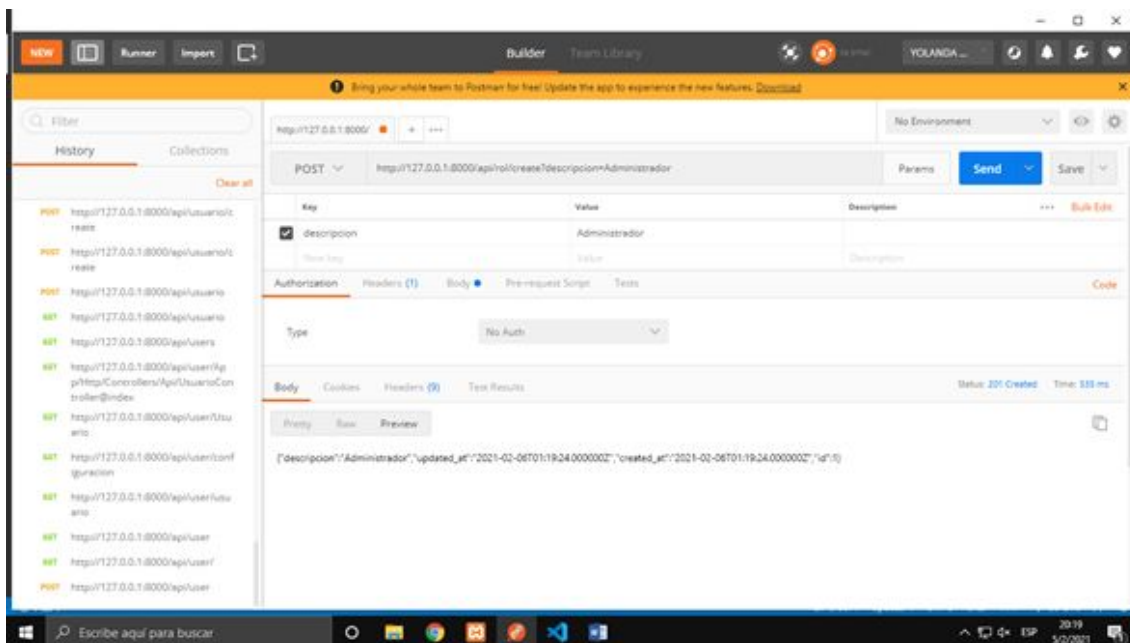 NEW Runner Import Builder Team Library YOLANDA ...
Bring your whole team to Postman for free! Update the app to experience the new features. Download
Filter
History Collections
Clear all
POST http://127.0.0.1:8000/api/usuario/c
reate
POST http://127.0.0.1:8000/api/usuario/c
reate
POST http://127.0.0.1:8000/api/usuario
GET http://127.0.0.1:8000/api/usuario
GET http://127.0.0.1:8000/api/users
GET http://127.0.0.1:8000/api/user/Ap
p/Http/Controllers/Api/UsuarioCon
troller@index
GET http://127.0.0.1:8000/api/user/Usu
ario
GET http://127.0.0.1:8000/api/user/conf
iguracion
GET http://127.0.0.1:8000/api/user/usu
ario
GET http://127.0.0.1:8000/api/user
GET http://127.0.0.1:8000/api/user/
POST http://127.0.0.1:8000/api/user
http://127.0.0.1:8000/ + ...
No Environment
POST http://127.0.0.1:8000/api/rol/create?descripcion=Administrador Params Send Save
Key Value Description ... Bulk Edit
descripcion Administrador
New key Value Description
Authorization Headers (1) Body Pre-request Script Tests Code
Type No Auth
Body Cookies Headers (9) Test Results Status: 201 Created Time: 535 ms
Pretty Raw Preview
{"descripcion":"Administrador","updated_at":"2021-02-06T01:19:24.000000Z","created_at":"2021-02-06T01:19:24.000000Z","id":1}
Escribe aquí para buscar
ESP
20:19
5/2/2021